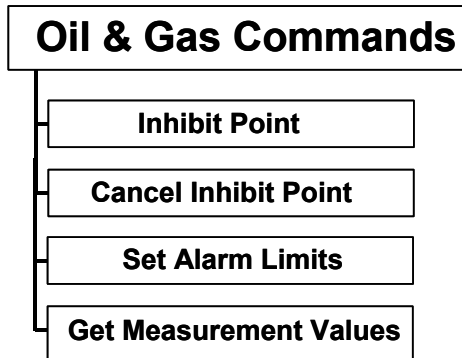 Oil & Gas Commands
Inhibit Point
Cancel Inhibit Point
Set Alarm Limits
Get Measurement Values